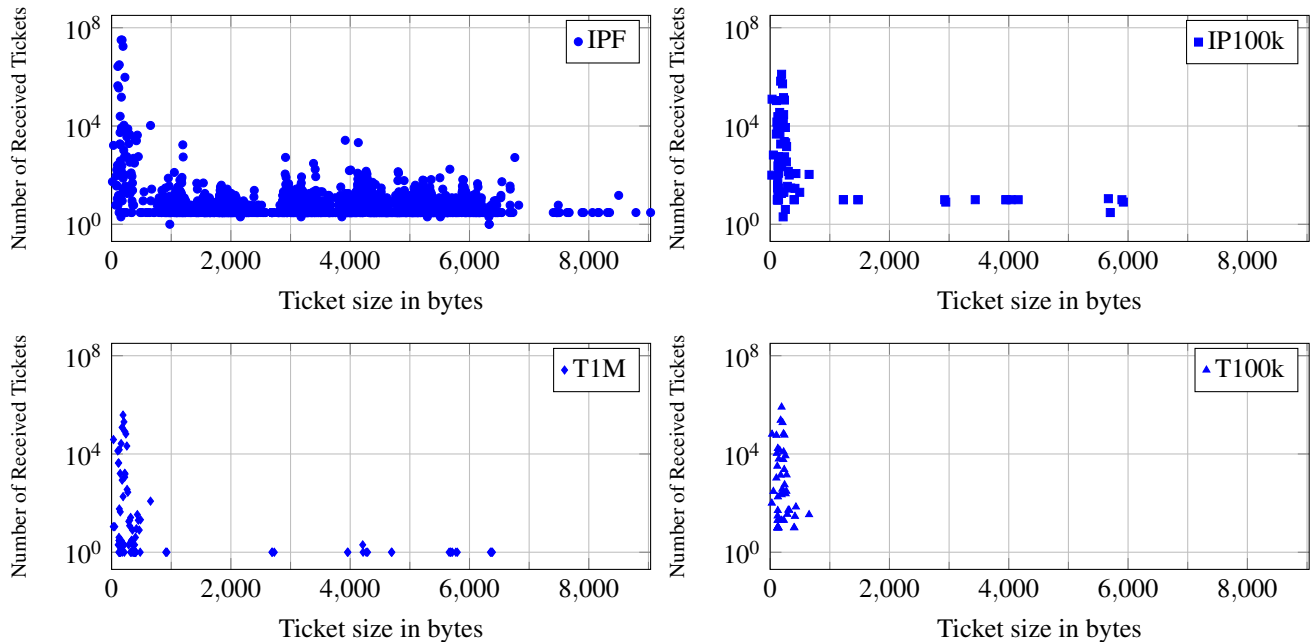 Number of Received Tickets
10^8
10^4
10^0
IPF
0 2,000 4,000 6,000 8,000
Ticket size in bytes
Number of Received Tickets
10^8
10^4
10^0
IP100k
0 2,000 4,000 6,000 8,000
Ticket size in bytes
Number of Received Tickets
10^8
10^4
10^0
T1M
0 2,000 4,000 6,000 8,000
Ticket size in bytes
Number of Received Tickets
10^8
10^4
10^0
T100k
0 2,000 4,000 6,000 8,000
Ticket size in bytes